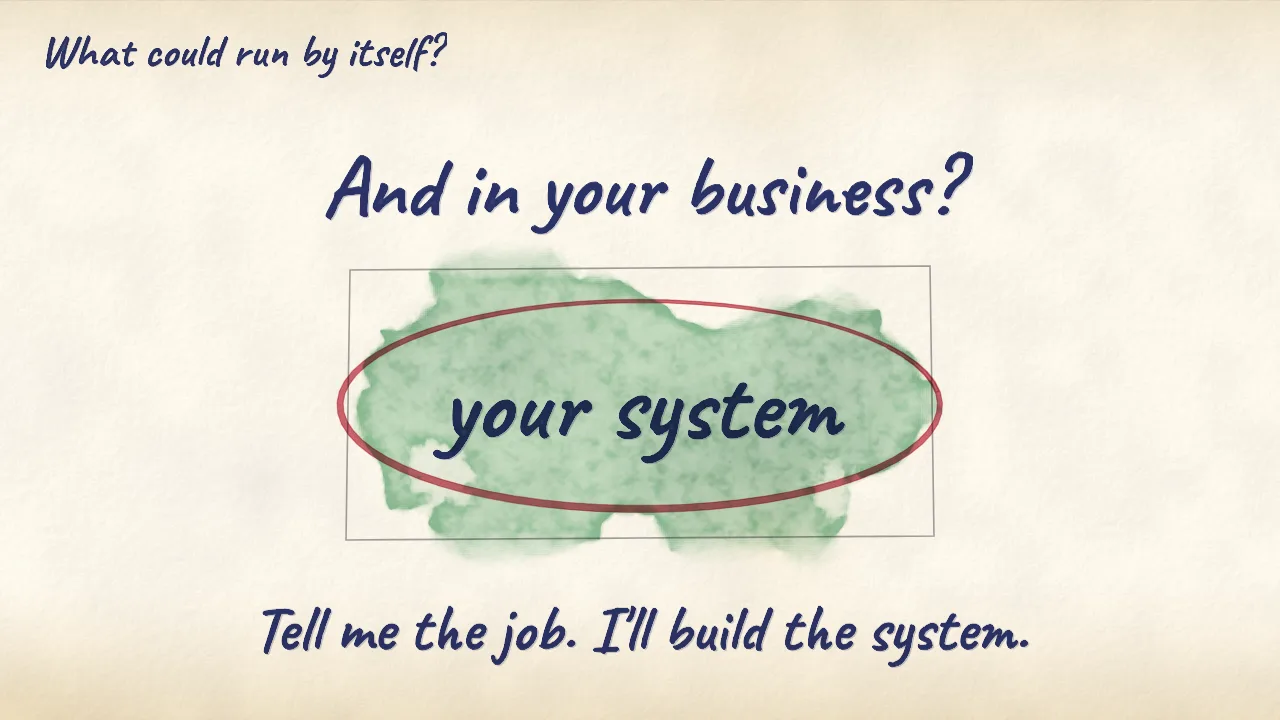 What could run by itself?
And in your business?
your system
Tell me the job. I'll build the system.